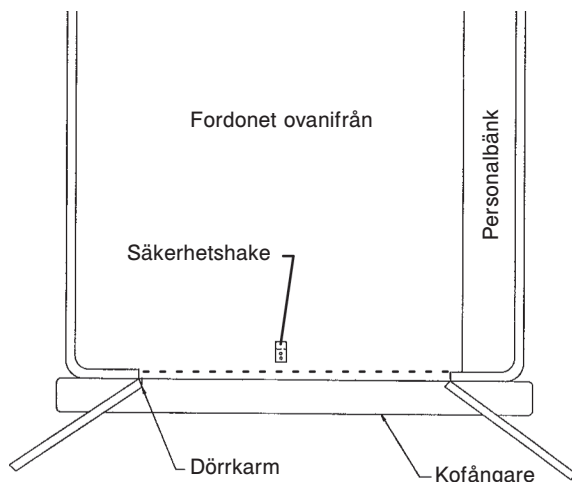 Fordonet ovanifrån
Personalbänk
Säkerhetshake
Dörrkarm
Kofångare